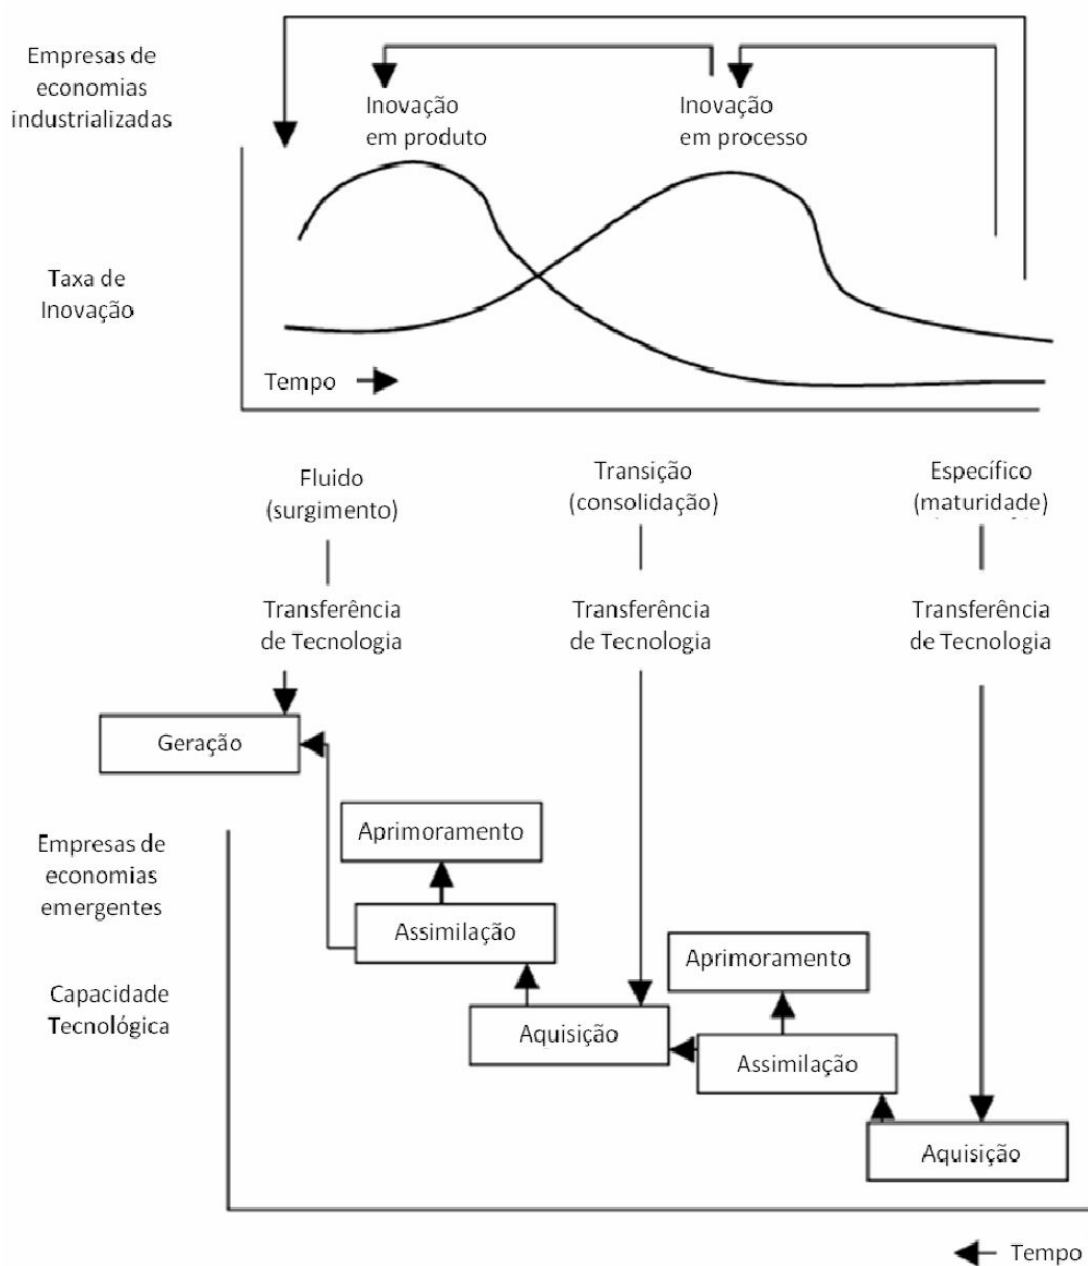 Empresas de
economias
industrializadas
Inovação
em produto
Inovação
em processo
Taxa de
Inovação
Tempo
Fluido
(surgimento)
Transição
(consolidação)
Específico
(maturidade)
Transferência
de Tecnologia
Transferência
de Tecnologia
Transferência
de Tecnologia
Geração
Aprimoramento
Empresas de
economias
emergentes
Assimilação
Aprimoramento
Capacidade
Tecnológica
Aquisição
Assimilação
Aquisição
Tempo